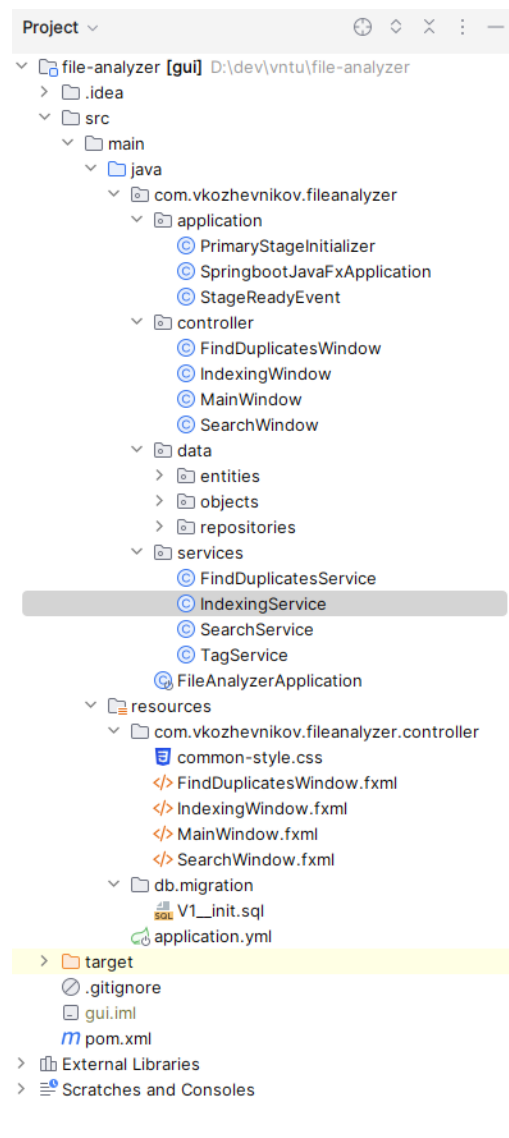 Project
file-analyzer [gui] D:\dev\vntu\file-analyzer
.idea
src
main
java
com.vkozhevnikov.fileanalyzer
application
PrimaryStageInitializer
SpringbootJavaFxApplication
StageReadyEvent
controller
FindDuplicatesWindow
IndexingWindow
MainWindow
SearchWindow
data
entities
objects
repositories
services
FindDuplicatesService
IndexingService
SearchService
TagService
FileAnalyzerApplication
resources
com.vkozhevnikov.fileanalyzer.controller
common-style.css
FindDuplicatesWindow.fxml
IndexingWindow.fxml
MainWindow.fxml
SearchWindow.fxml
db.migration
V1__init.sql
application.yml
target
.gitignore
gui.iml
pom.xml
External Libraries
Scratches and Consoles